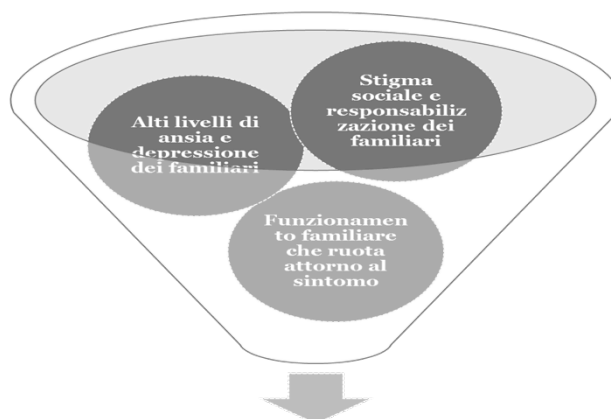 Alti livelli di
ansia e
depressione
dei familiari
Stigma
sociale e
responsabiliz
zazione dei
familiari
Funzionamen
to familiare
che ruota
attorno al
sintomo